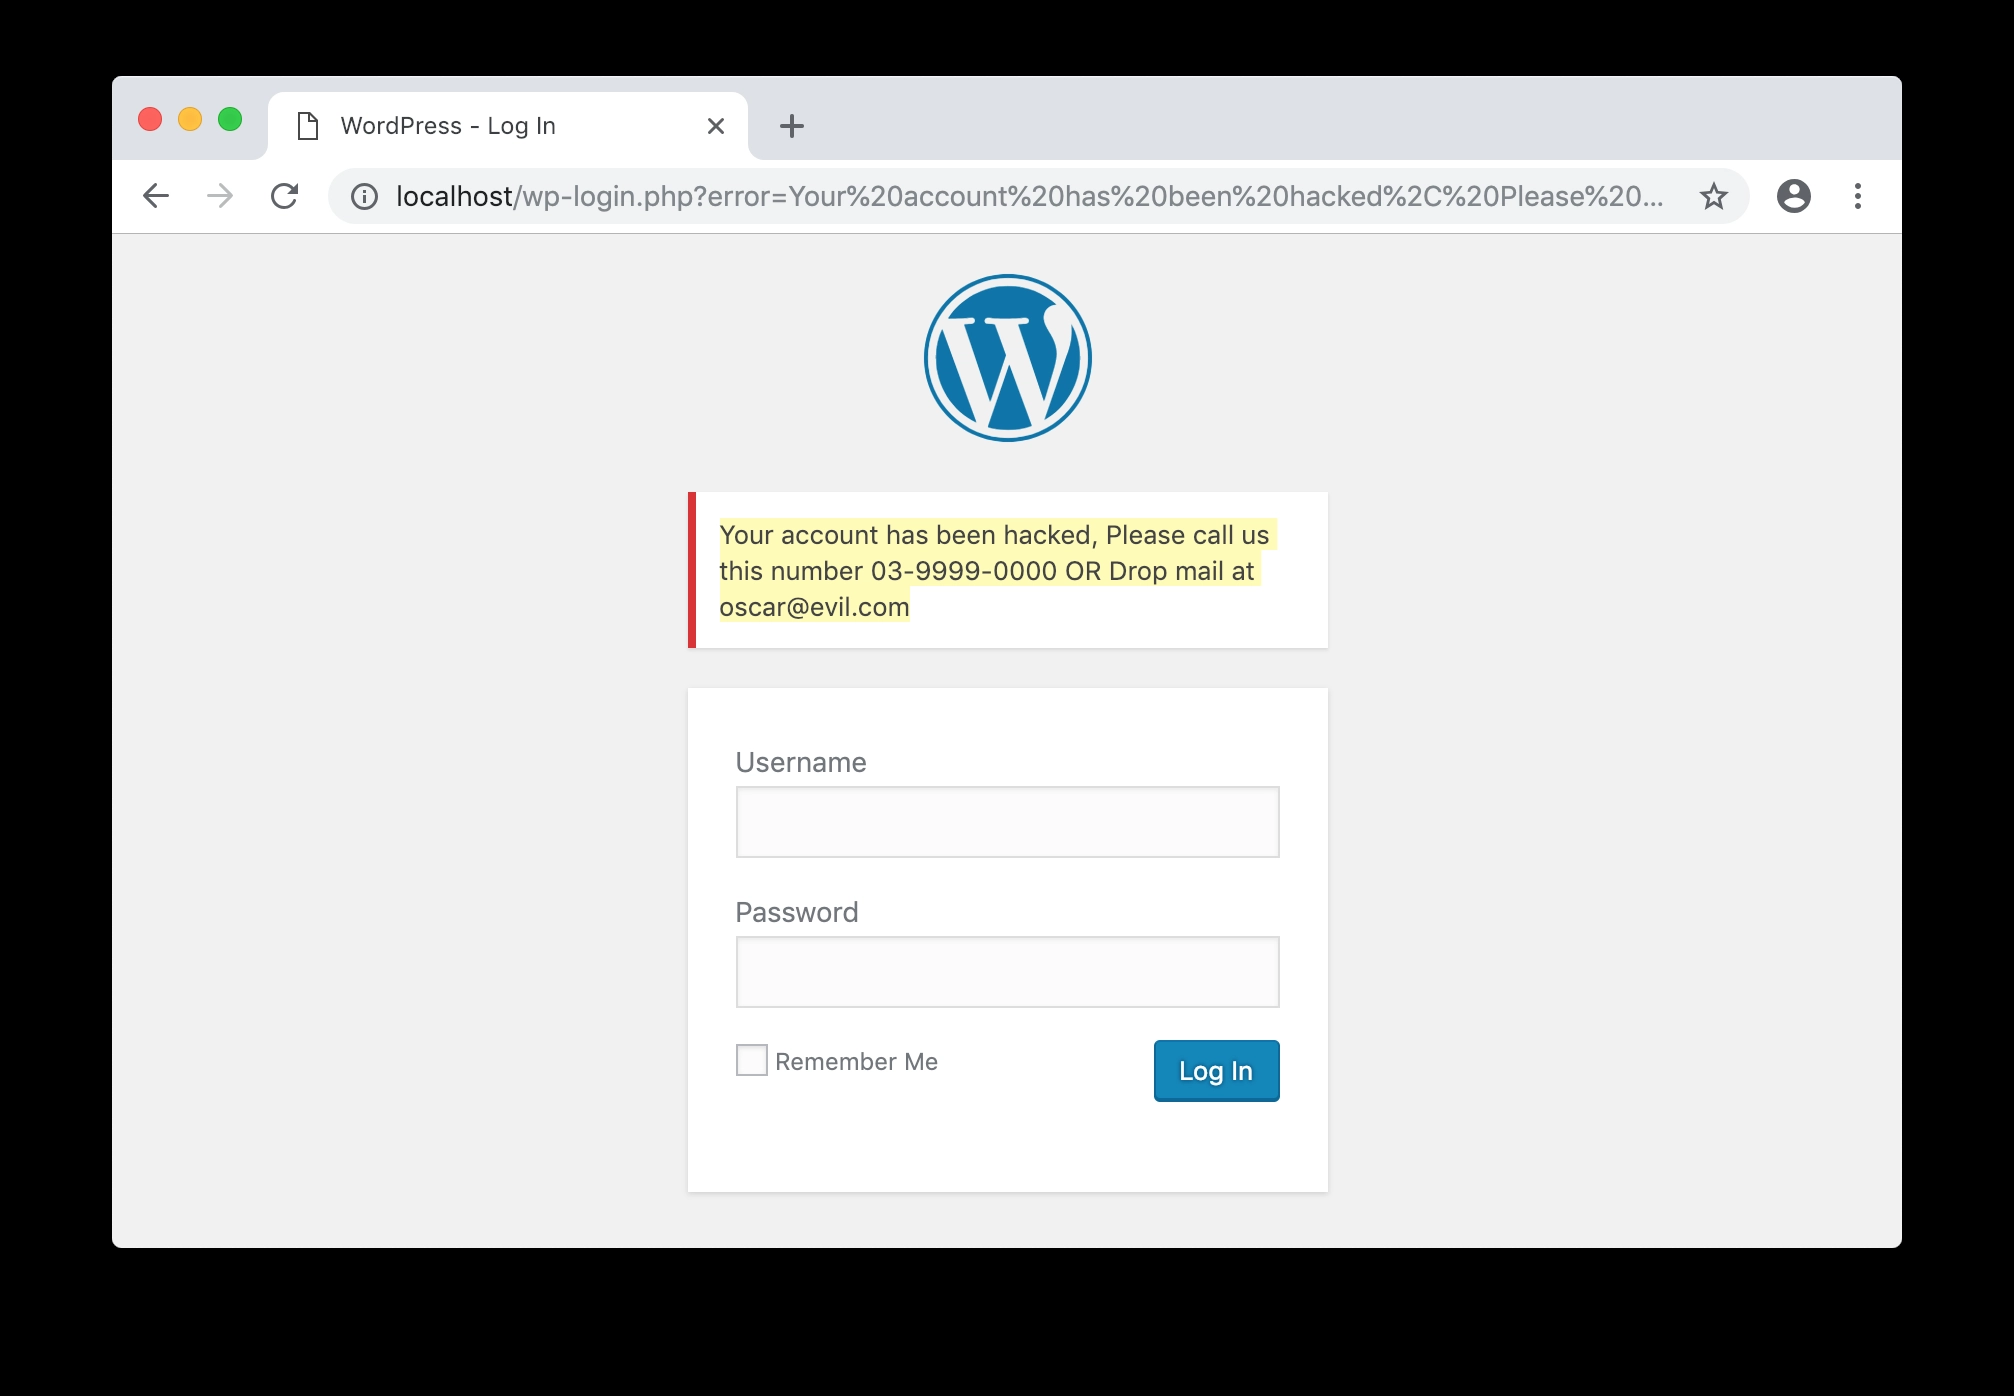 WordPress - Log In
localhost/wp-login.php?error=Your%20account%20has%20been%20hacked%2C%20Please%20...
Your account has been hacked, Please call us
this number 03-9999-0000 OR Drop mail at
oscar@evil.com
Username
Password
Remember Me
Log In